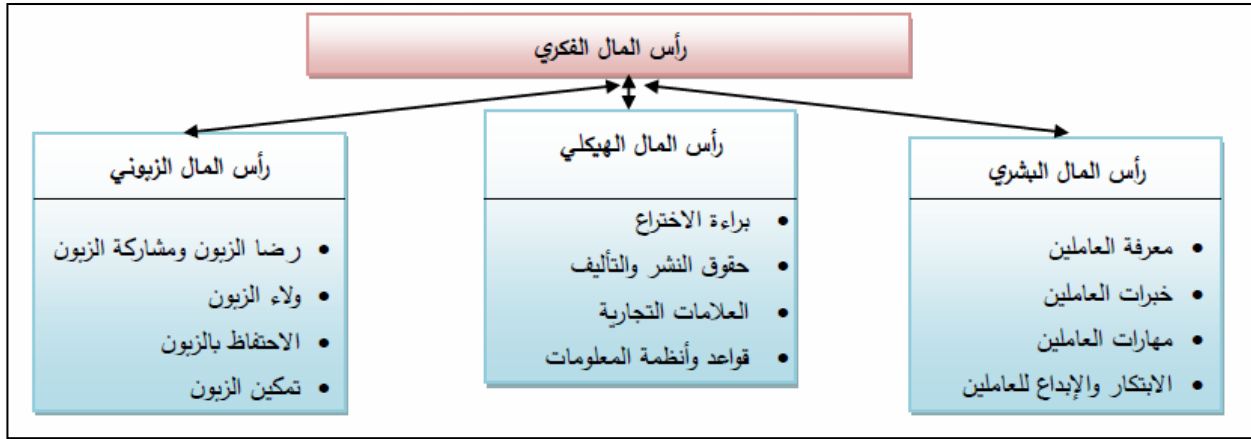 رأس المال الفكري
رأس المال البشري
• معرفة العاملين
• خبرات العاملين
• مهارات العاملين
• الابتكار والإبداع للعاملين
رأس المال الهيكلي
• براءة الاختراع
• حقوق النشر والتأليف
• العلامات التجارية
• قواعد وأنظمة المعلومات
رأس المال الزبوني
• رضا الزبون ومشاركة الزبون
• ولاء الزبون
• الاحتفاظ بالزبون
• تمكين الزبون